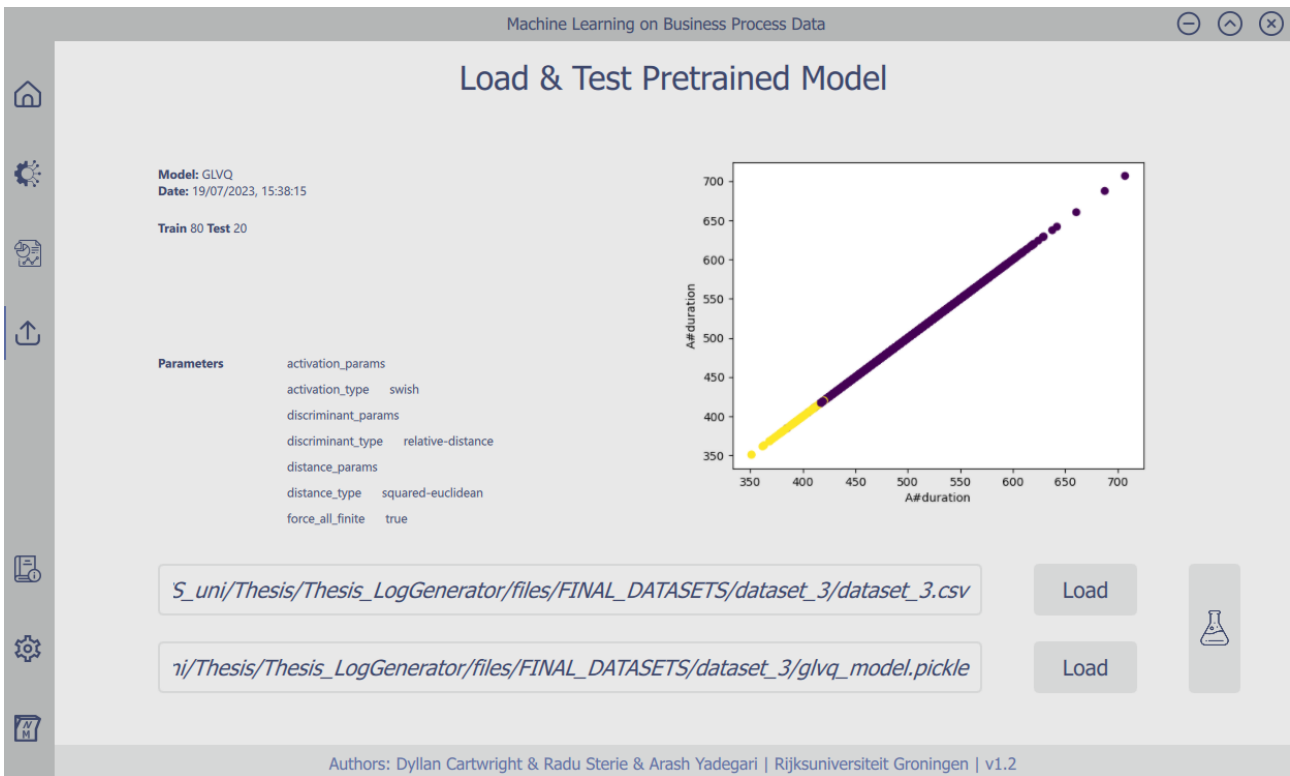 Machine Learning on Business Process Data
Load & Test Pretrained Model
Model: GLVQ
Date: 19/07/2023, 15:38:15
Train 80 Test 20
Parameters activation_params
activation_type swish
discriminant_params
discriminant_type relative-distance
distance_params
distance_type squared-euclidean
force_all_finite true
700
650
600
550
500
450
400
350
A#duration
350 400 450 500 550 600 650 700
A#duration
S_uni/Thesis/Thesis_LogGenerator/files/FINAL_DATASETS/dataset_3/dataset_3.csv Load
ni/Thesis/Thesis_LogGenerator/files/FINAL_DATASETS/dataset_3/glvq_model.pickle Load
N
M
Authors: Dyllan Cartwright & Radu Sterie & Arash Yadegari | Rijksuniversiteit Groningen | v1.2